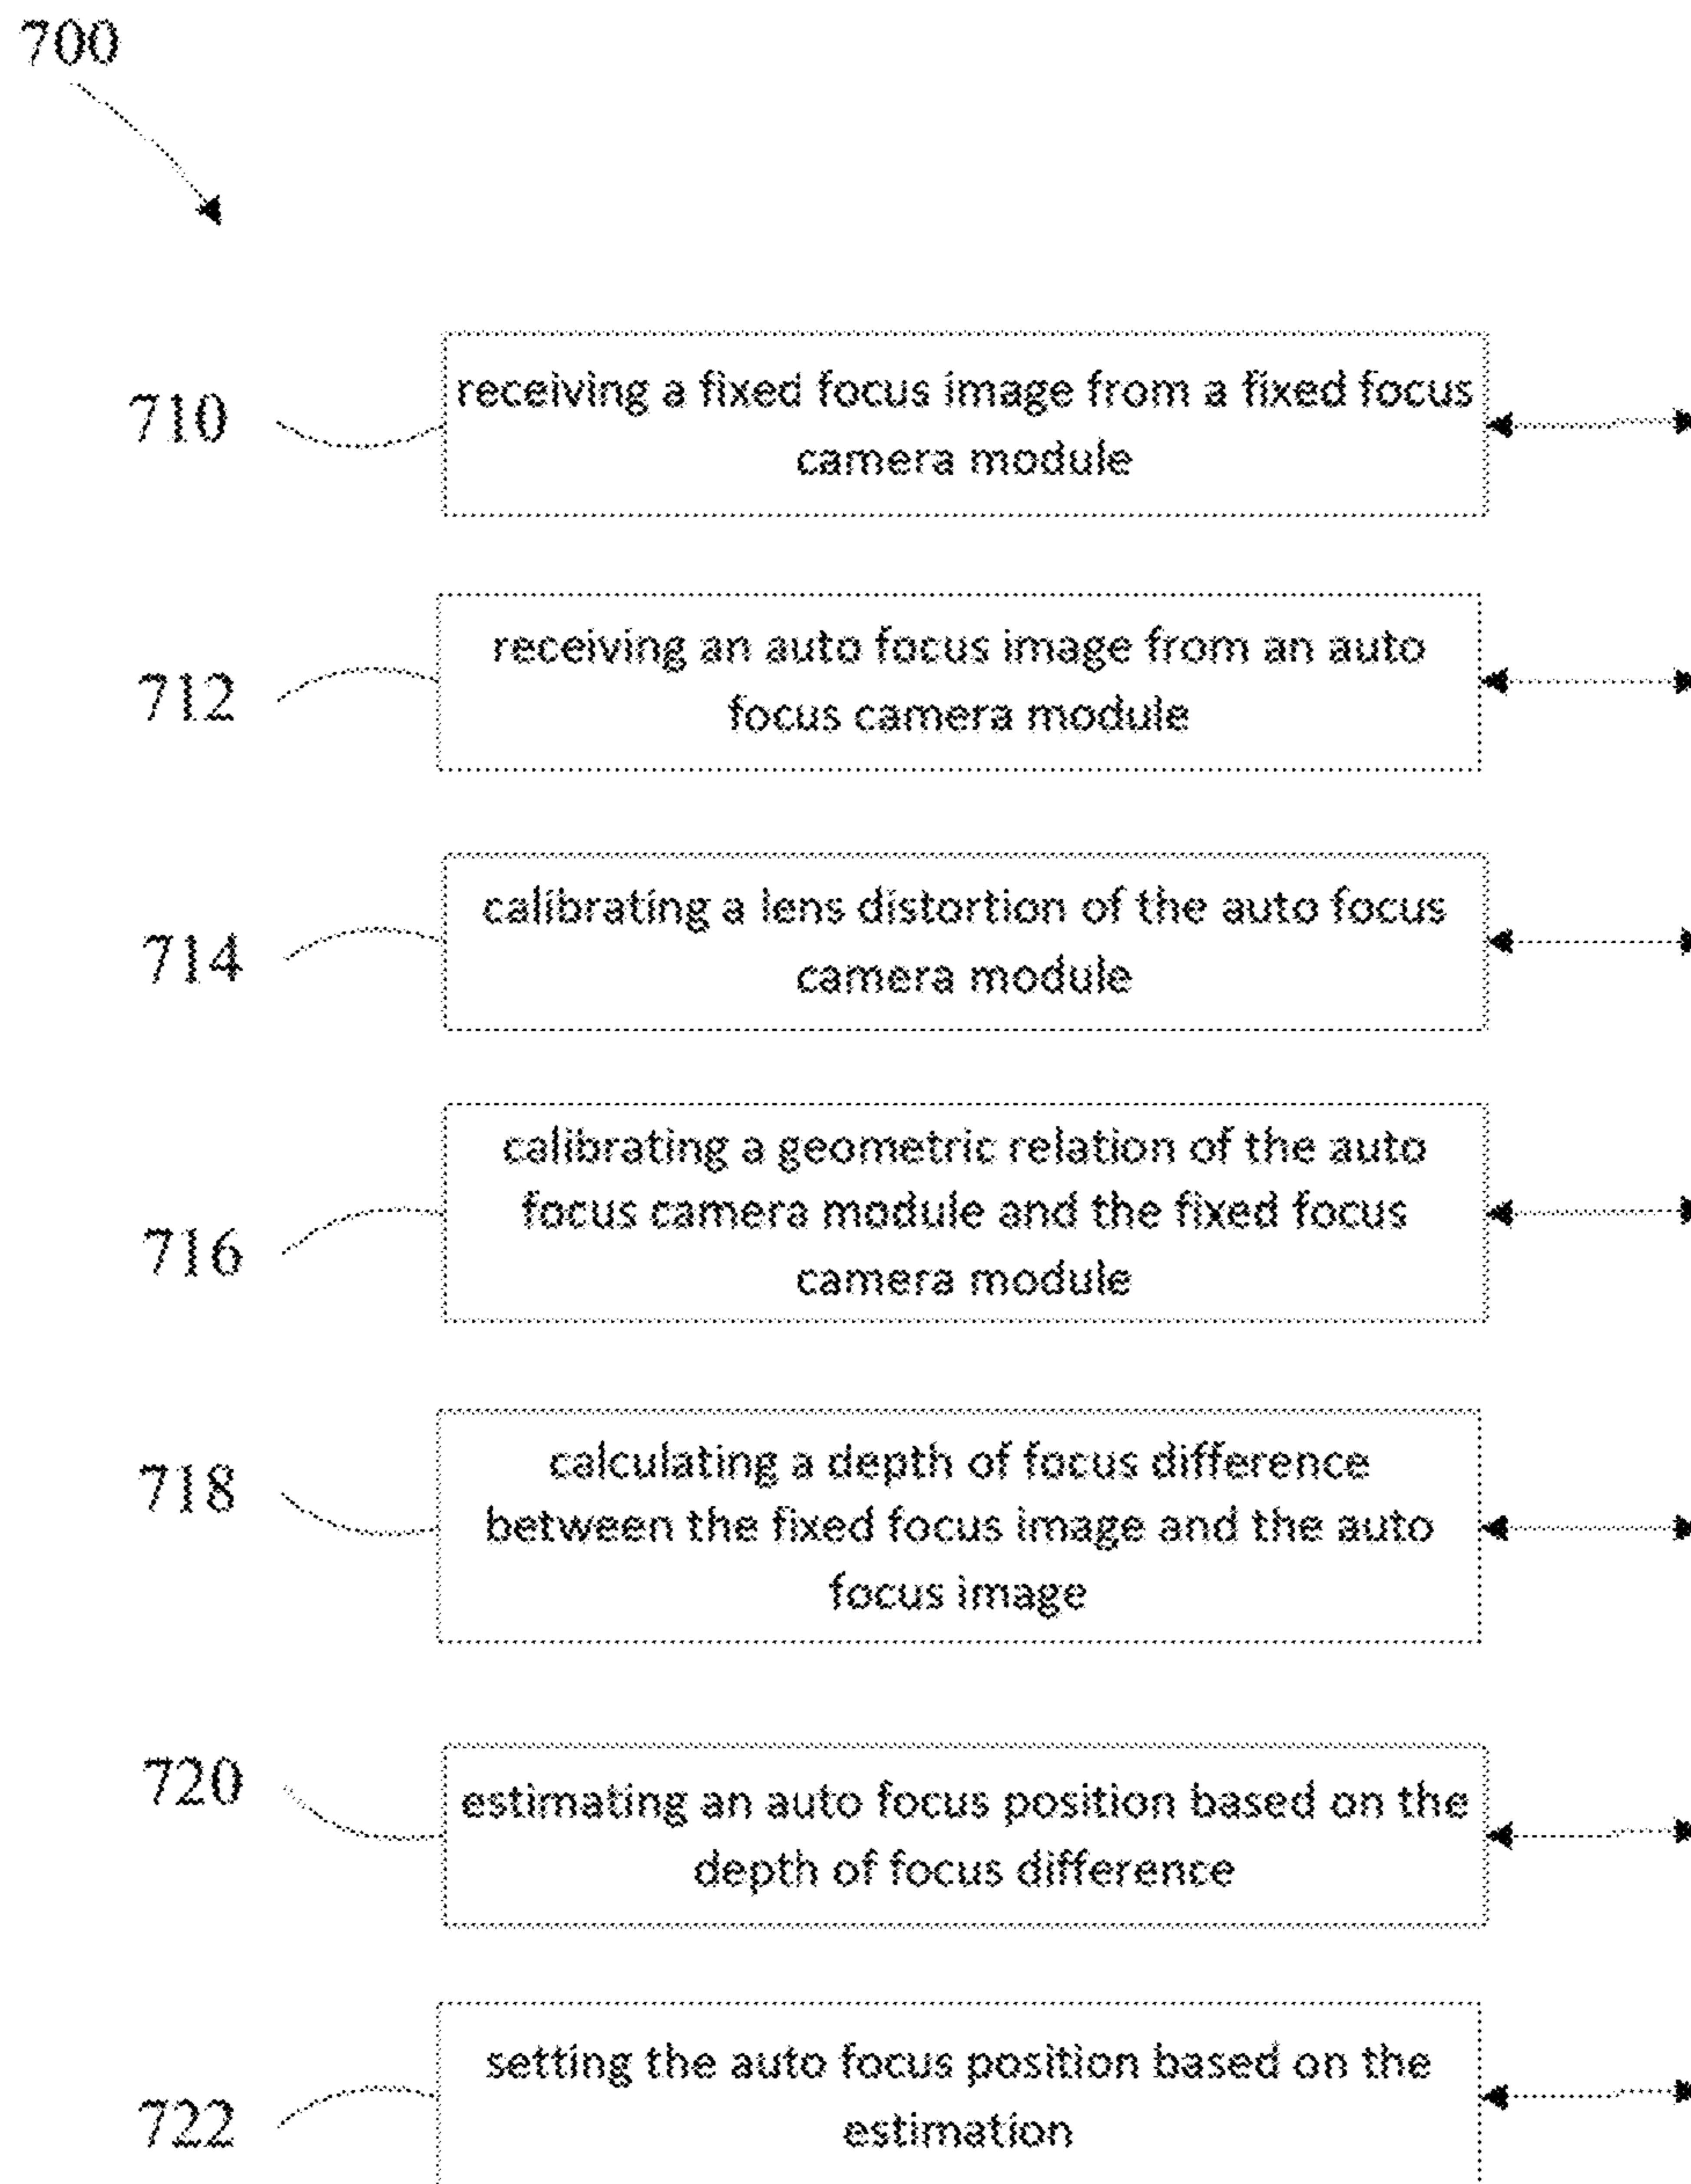 700
710
receiving a fixed focus image from a fixed focus
camera module
712
receiving an auto focus image from an auto
focus camera module
714
calibrating a lens distortion of the auto focus
camera module
716
calibrating a geometric relation of the auto
focus camera module and the fixed focus
camera module
718
calculating a depth of focus difference
between the fixed focus image and the auto
focus image
720
estimating an auto focus position based on the
depth of focus difference
722
setting the auto focus position based on the
estimation